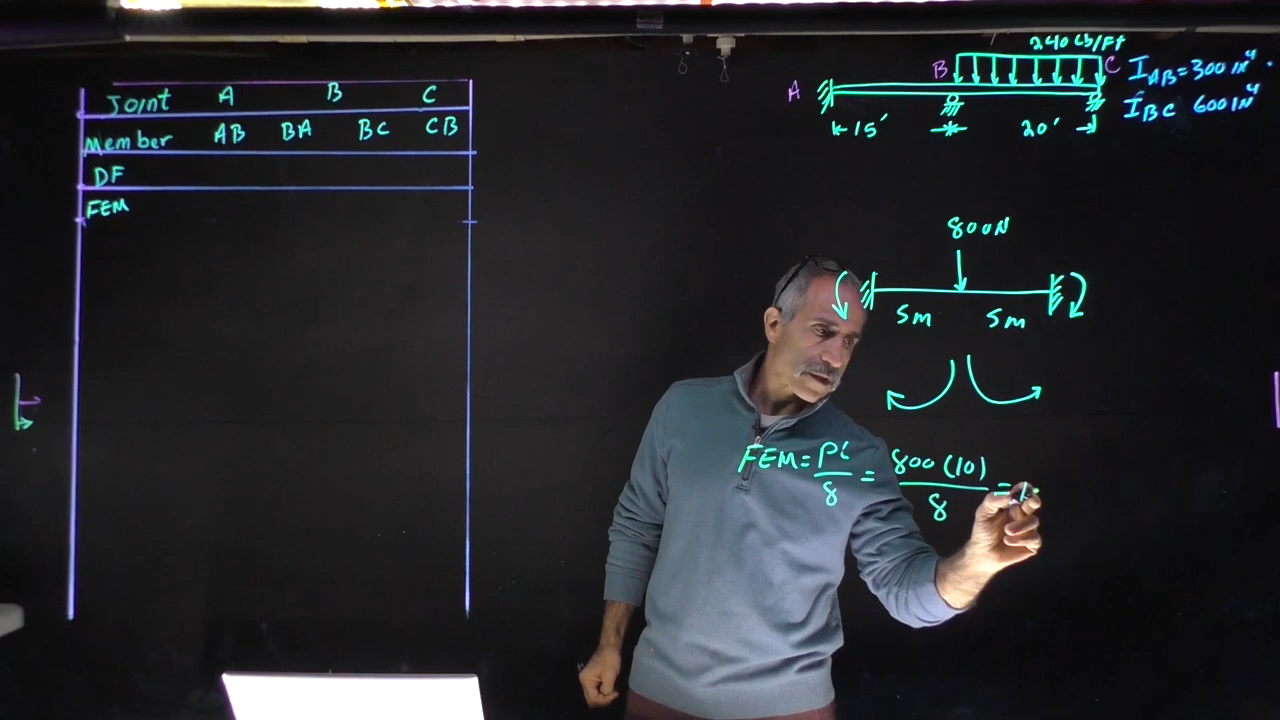 Joint A B C
Member AB BA BC CB
DF
FEM
240 lb/Ft
A B C
I_AB = 300 IN⁴
I_BC 600 IN⁴
15' 20'
800N
5m 5m
FEM = PL/8 = 800 (10)/8 =